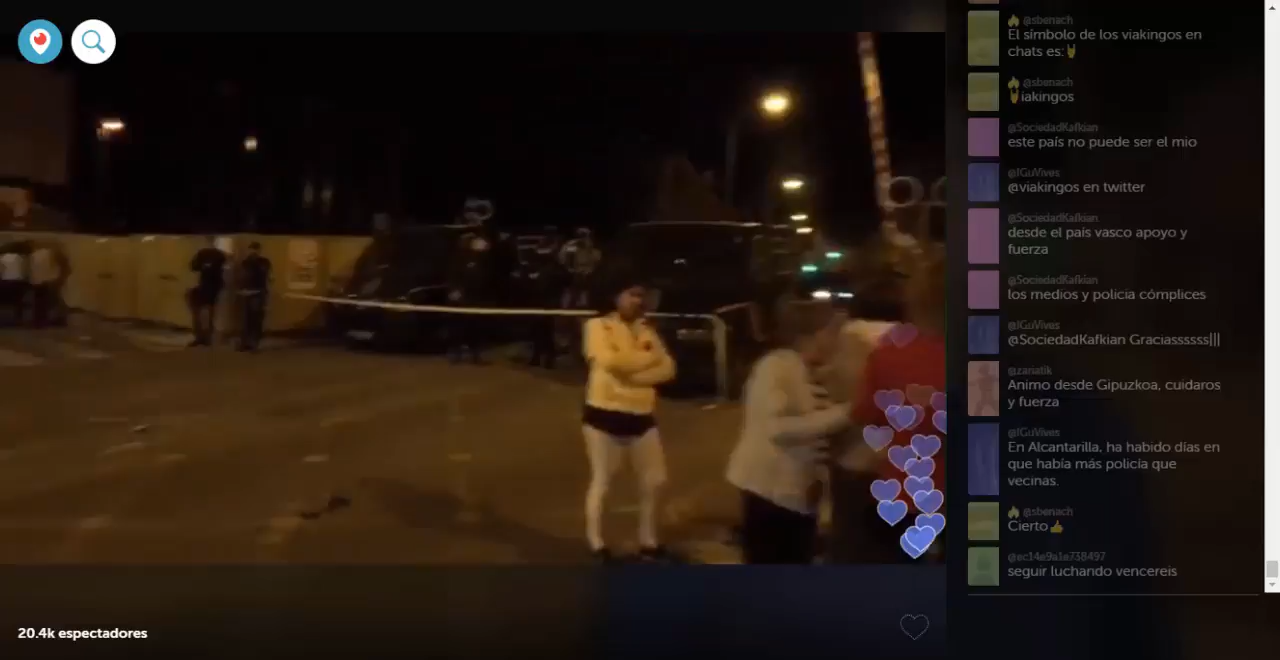 @sbenach
El símbolo de los viakingos en
chats es:🤘
@sbenach
🤘iakingos
@SociedadKafkian
este país no puede ser el mio
@IGuVives
@viakingos en twitter
@SociedadKafkian
desde el país vasco apoyo y
fuerza
@SociedadKafkian
los medios y policia cómplices
@IGuVives
@SociedadKafkian Graciassssss|||
@zariatik
Animo desde Gipuzkoa, cuidaros
y fuerza
@IGuVives
En Alcantarilla, ha habido días en
que había más policía que
vecinas.
@sbenach
Cierto👍
@ec14e9a1e738497
seguir luchando vencereis
20.4k espectadores